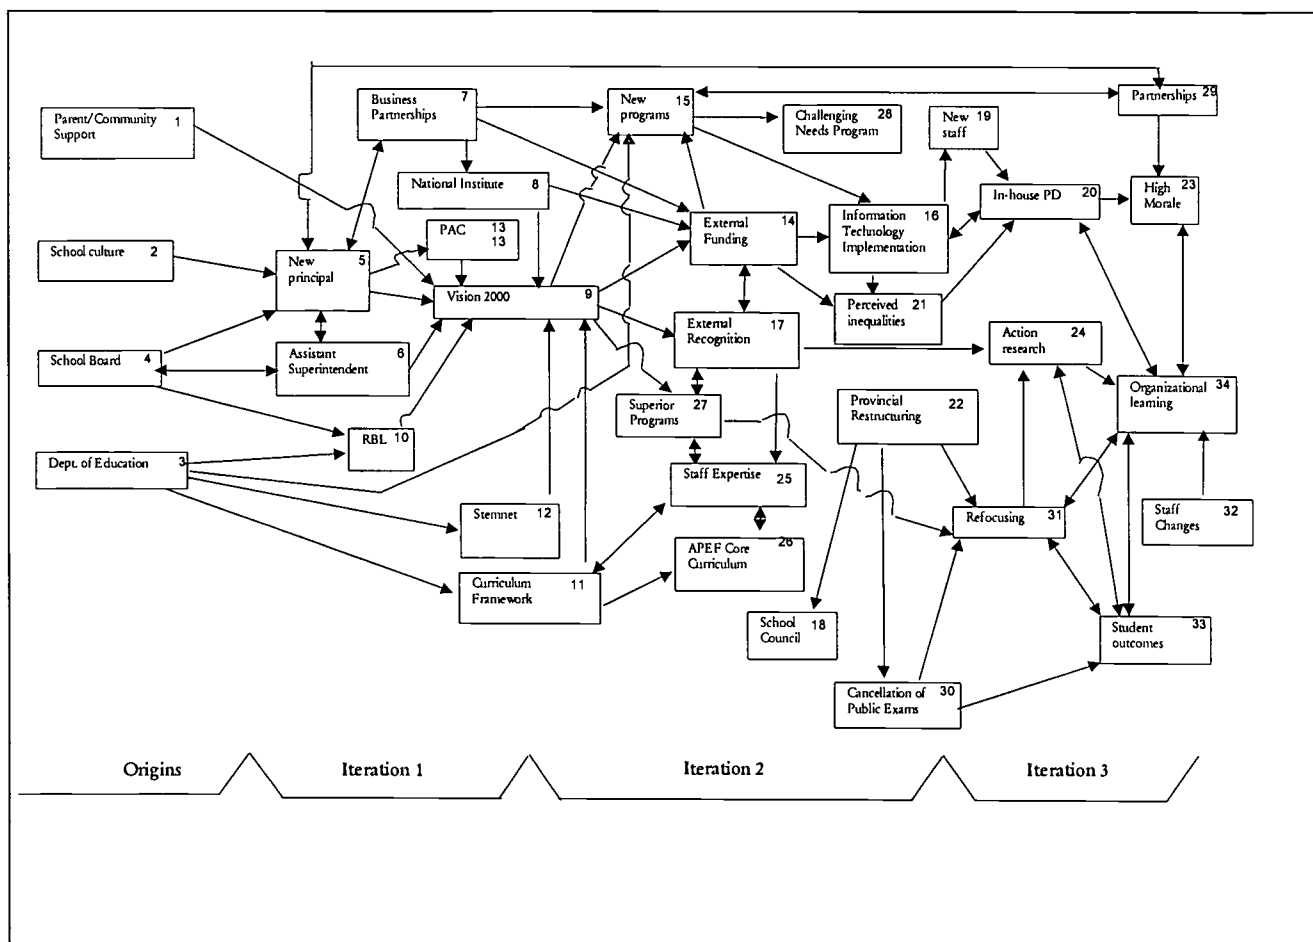 Parent/Community 1
Support
School culture 2
School Board 4
Dept. of Education 3
Business 7
Partnerships
National Institute 8
PAC 13
13
New 5
principal
Vision 2000 9
Assistant 6
Superintendent
RBL 10
Stemnet 12
Curriculum 11
Framework
New 15
programs
Challenging 28
Needs Program
External 14
Funding
Information 16
Technology
Implementation
External 17
Recognition
Perceived 21
inequalities
Superior 27
Programs
Staff Expertise 25
APEF Core 26
Curriculum
Provincial 22
Restructuring
School 18
Council
Cancellation of 30
Public Exams
New 19
staff
In-house PD 20
Partnerships 29
High 23
Morale
Action 24
research
Organizational 34
learning
Refocusing 31
Staff 32
Changes
Student 33
outcomes
Origins
Iteration 1
Iteration 2
Iteration 3